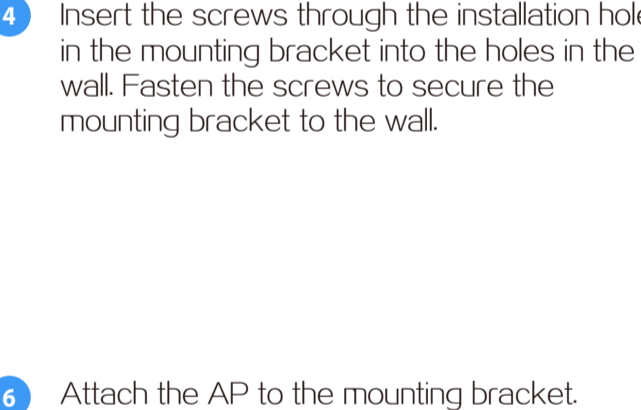 4 Insert the screws through the installation
in the mounting bracket into the holes in the
wall. Fasten the screws to secure the
mounting bracket to the wall.
6 Attach the AP to the mounting bracket.